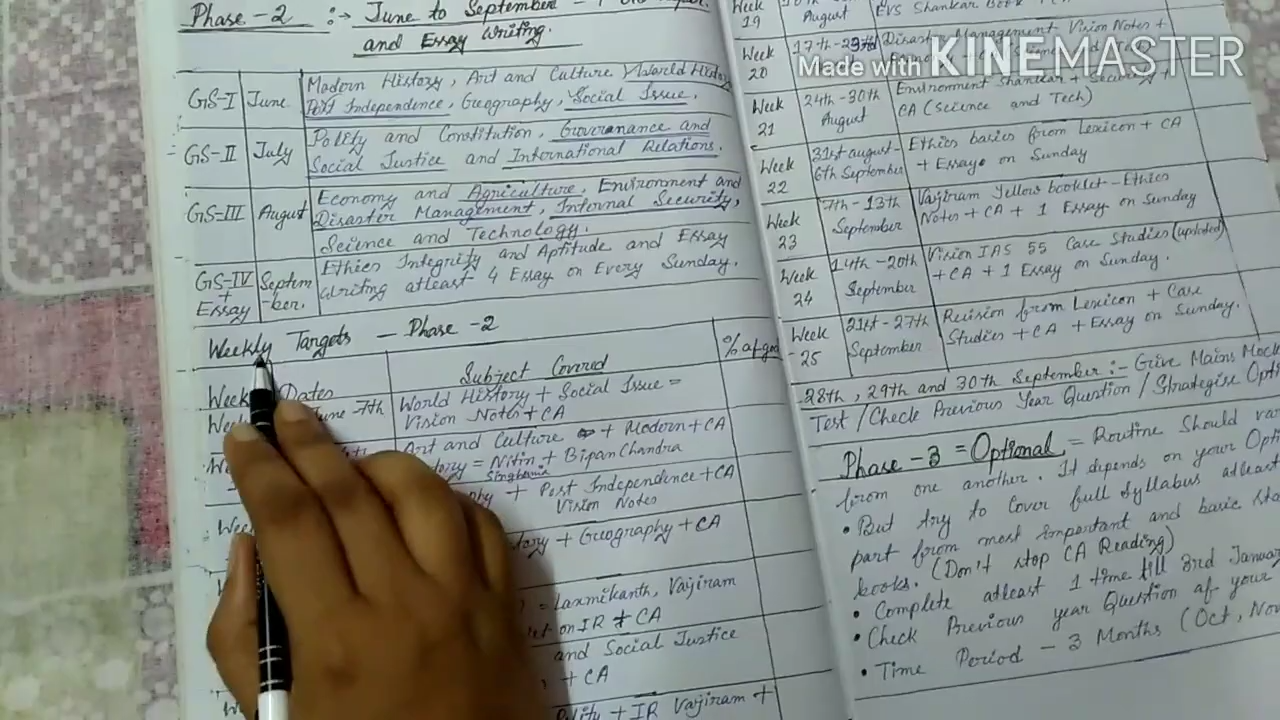 Phase-2 :→ June to September -
and Essay Writing.
GS-I June Modern History, Art and Culture, World History
Post Independence, Geography, Social Issue.
GS-II July Polity and Constitution, Goveranance and
Social Justice and International Relations.
GS-III August Economy and Agriculture, Environment and
Disaster Management, Internal Security,
Science and Technology.
GS-IV + Essay Septem-ber. Ethics Integrity and Aptitude and Essay
Writing atleast - 4 Essay on Every Sunday.
Weekly Targets - Phase-2
Dates Subject Covered
June 7th World History + Social Issue =
Vision Notes + CA
Art and Culture + Modern + CA
= Nitin Singhania + Bipan Chandra
+ Post Independence + CA
Vision Notes
+ Geography + CA
= Laxmikanth, Vajiram
on IR + CA
and Social Justice
+ CA
+ IR Vajiram +
Week 19 August EVS Shankar Book
Week 20 17th - 23rd Disaster Management Vision Notes +
Week 21 24th - 30th August Environment Shankar + Security
CA (Science and Tech)
Week 22 31st august - 6th September Ethics basics from Lexicon + CA
+ Essay on Sunday
Week 23 7th - 13th September Vajiram Yellow booklet - Ethics
Notes + CA + 1 Essay on Sunday
Week 24 14th - 20th September Vision IAS 55 Case Studies (uploaded)
+ CA + 1 Essay on Sunday.
Week 25 21st - 27th September Revision from Lexicon + Case
Studies + CA + Essay on Sunday.
28th, 29th and 30th September :- Give Mains Mock
Test / Check Previous Year Question / Strategise
Phase-3 = Optional = Routine Should
from one another. It depends on your
• But try to Cover full Syllabus atleast
part from most important and basic
books. (Don't stop CA Reading)
• Complete atleast 1 time till 3rd January
• Check Previous year Question of your
• Time Period - 3 Months (Oct, Nov
Made with KINEMASTER